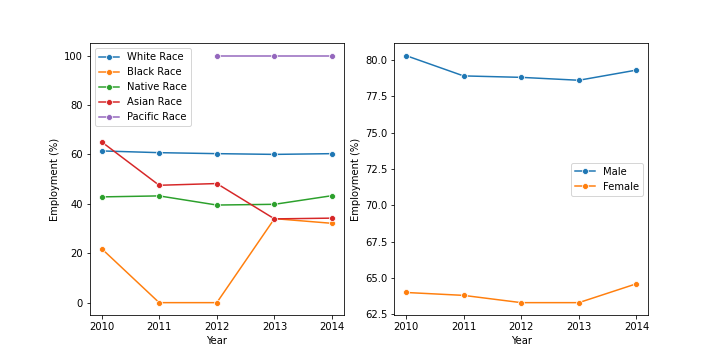 100
80
60
40
20
0
Employment (%)
White Race
Black Race
Native Race
Asian Race
Pacific Race
2010 2011 2012 2013 2014
Year
80.0
77.5
75.0
72.5
70.0
67.5
65.0
62.5
Employment (%)
Male
Female
2010 2011 2012 2013 2014
Year